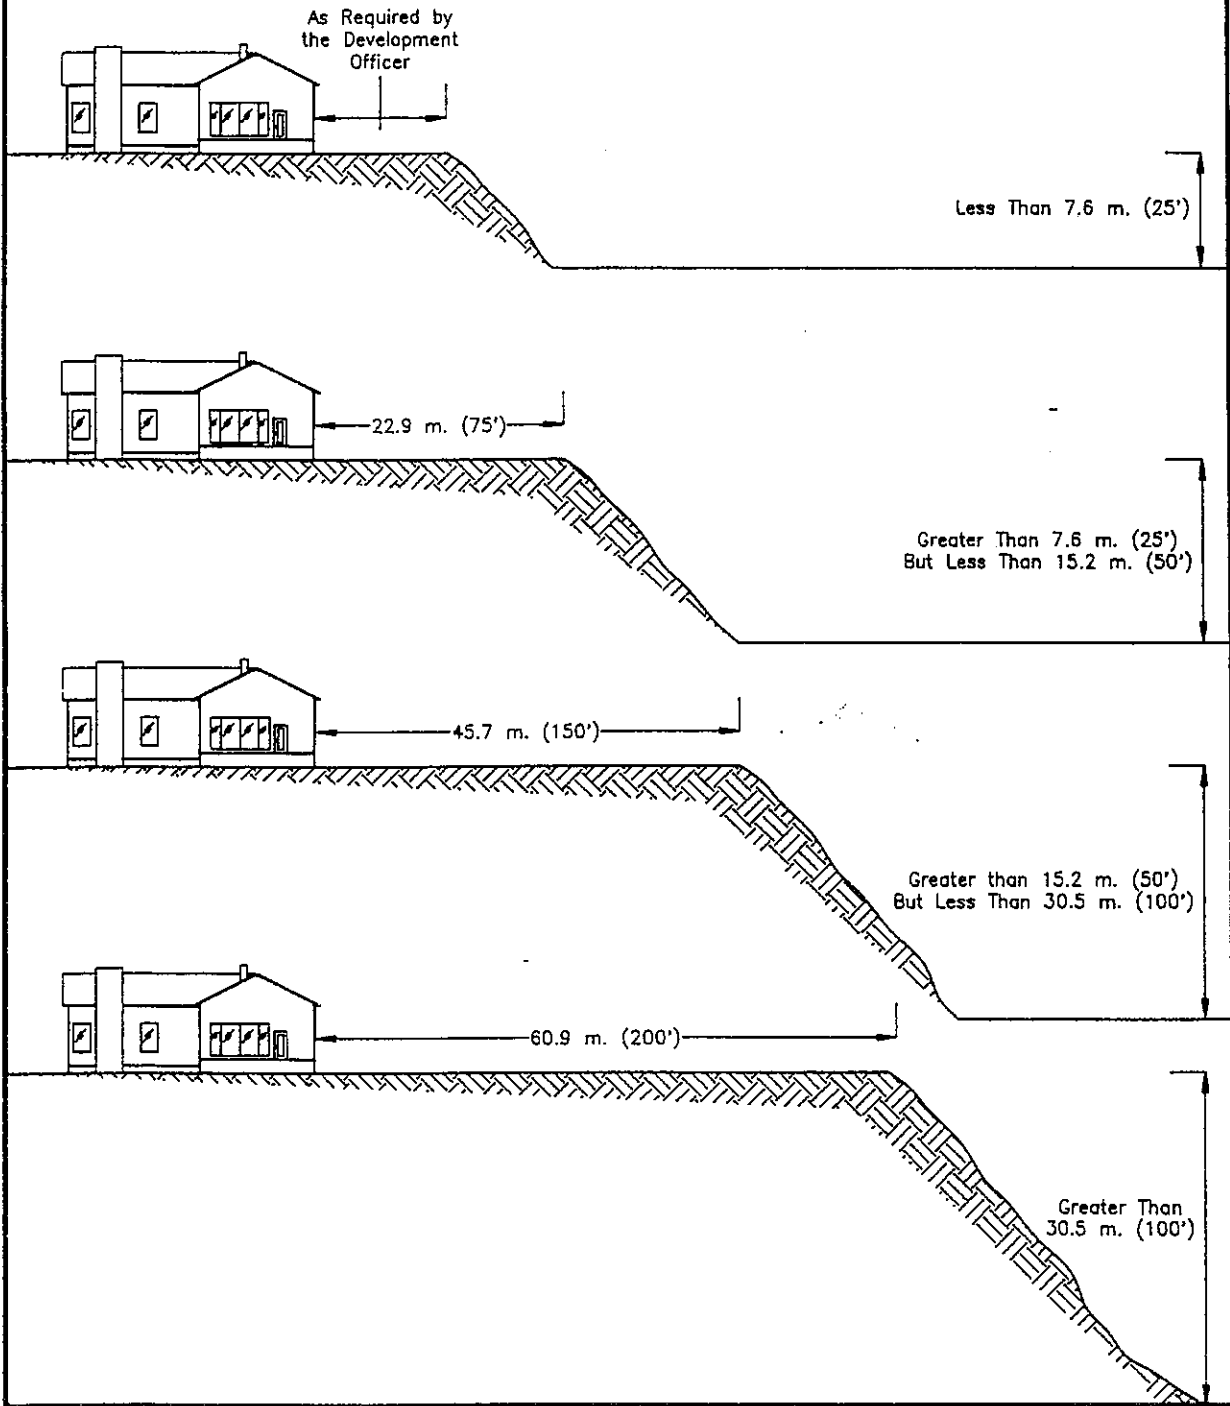 As Required by
the Development
Officer
Less Than 7.6 m. (25')
22.9 m. (75')
Greater Than 7.6 m. (25')
But Less Than 15.2 m. (50')
45.7 m. (150')
Greater than 15.2 m. (50')
But Less Than 30.5 m. (100')
60.9 m. (200')
Greater Than
30.5 m. (100')